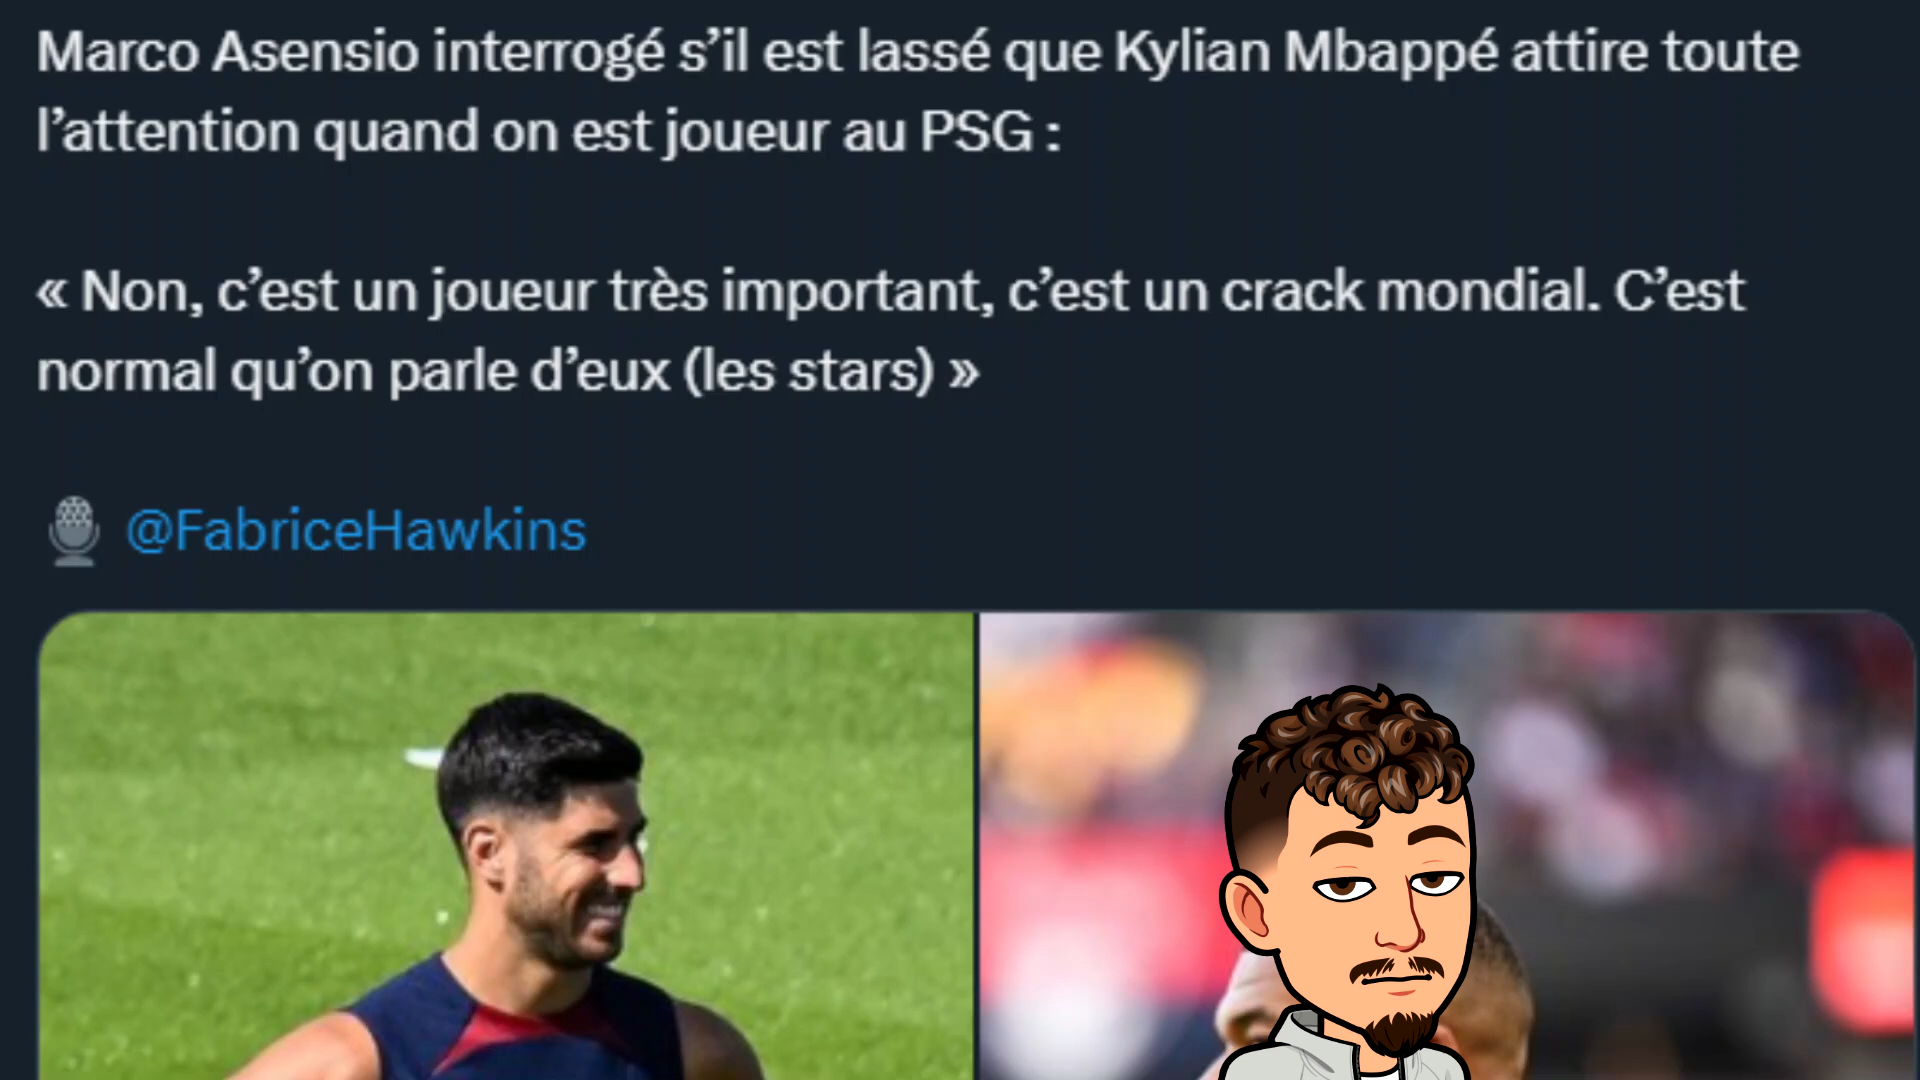 Marco Asensio interrogé s’il est lassé que Kylian Mbappé attire toute
l’attention quand on est joueur au PSG :
« Non, c’est un joueur très important, c’est un crack mondial. C’est
normal qu’on parle d’eux (les stars) »
@FabriceHawkins